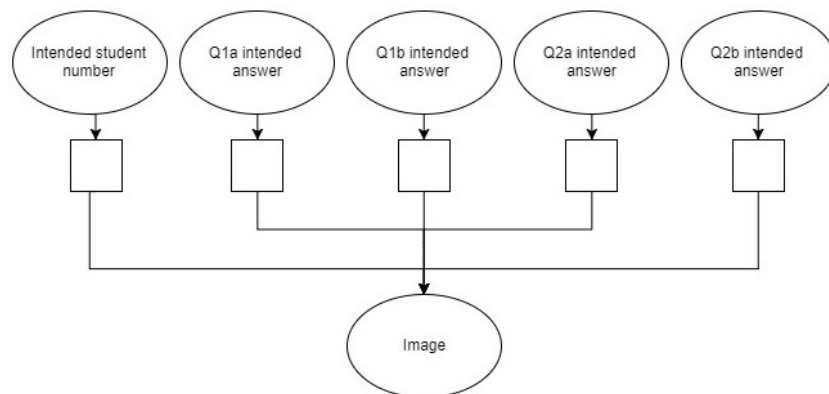 Intended student
number
Q1a intended
answer
Q1b intended
answer
Q2a intended
answer
Q2b intended
answer
Image